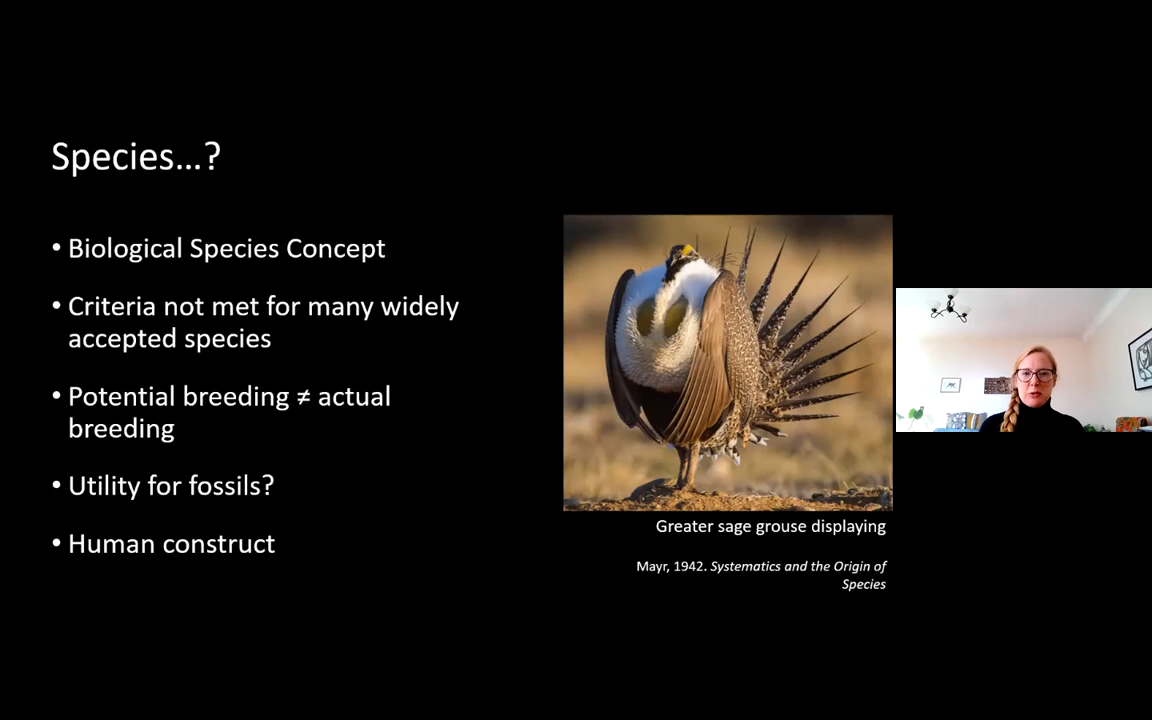 Species...?
• Biological Species Concept
• Criteria not met for many widely
accepted species
• Potential breeding ≠ actual
breeding
• Utility for fossils?
• Human construct
Greater sage grouse displaying
Mayr, 1942. Systematics and the Origin of
Species